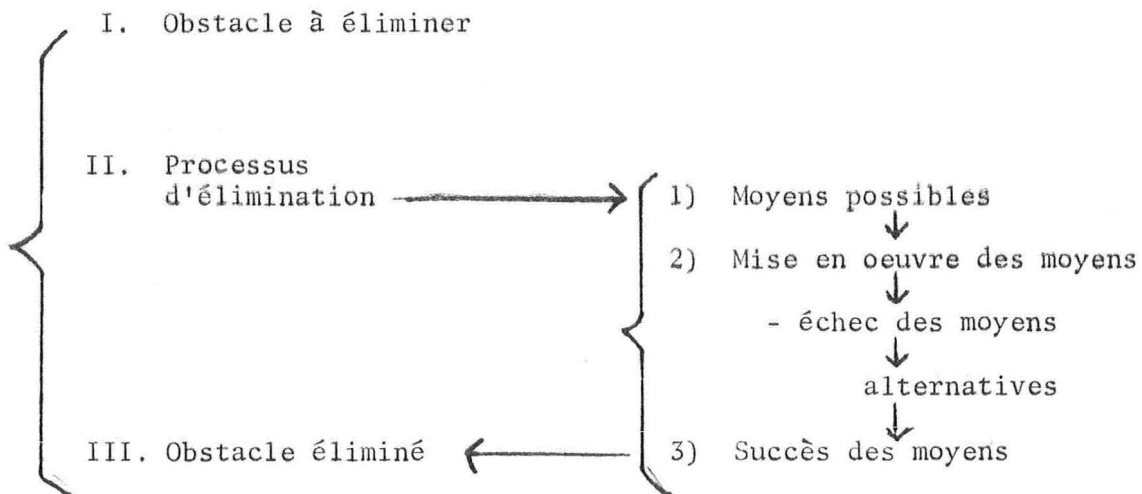 I. Obstacle à éliminer
II. Processus
d'élimination
1) Moyens possibles
2) Mise en oeuvre des moyens
- échec des moyens
alternatives
III. Obstacle éliminé
3) Succès des moyens